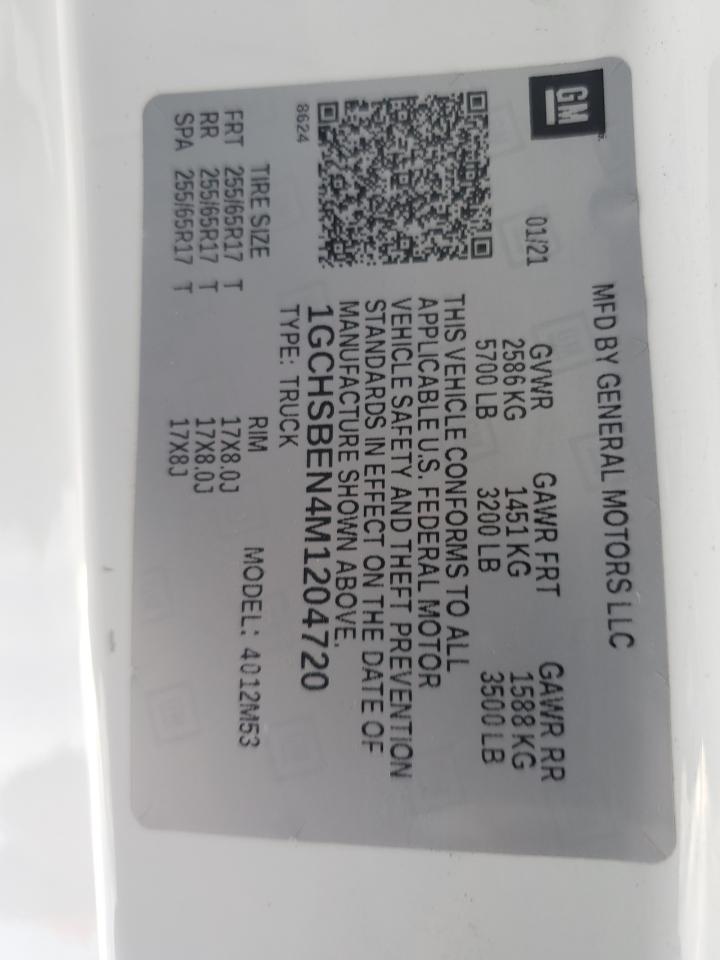 GM
MFD BY GENERAL MOTORS LLC
01/21
GVWR GAWR FRT GAWR RR
2586 KG 1451 KG 1588 KG
5700 LB 3200 LB 3500 LB
THIS VEHICLE CONFORMS TO ALL
APPLICABLE U.S. FEDERAL MOTOR
VEHICLE SAFETY AND THEFT PREVENTION
STANDARDS IN EFFECT ON THE DATE OF
MANUFACTURE SHOWN ABOVE.
1GCHSBEN4M1204720
TYPE: TRUCK
8624
MODEL: 4012M53
TIRE SIZE RIM
FRT 255/65R17 T 17X8.0J
RR 255/65R17 T 17X8.0J
SPA 255/65R17 T 17X8J